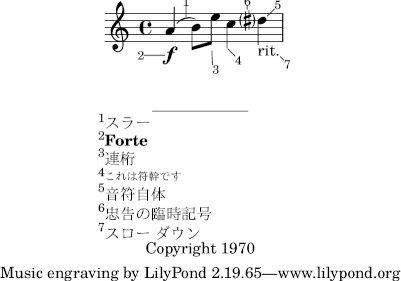 1
6
5
2
f
rit.
3
4
7
1スラー
2Forte
3連桁
4これは符幹です
5音符自体
6忠告の臨時記号
7スロー ダウン
Copyright 1970
Music engraving by LilyPond 2.19.65—www.lilypond.org